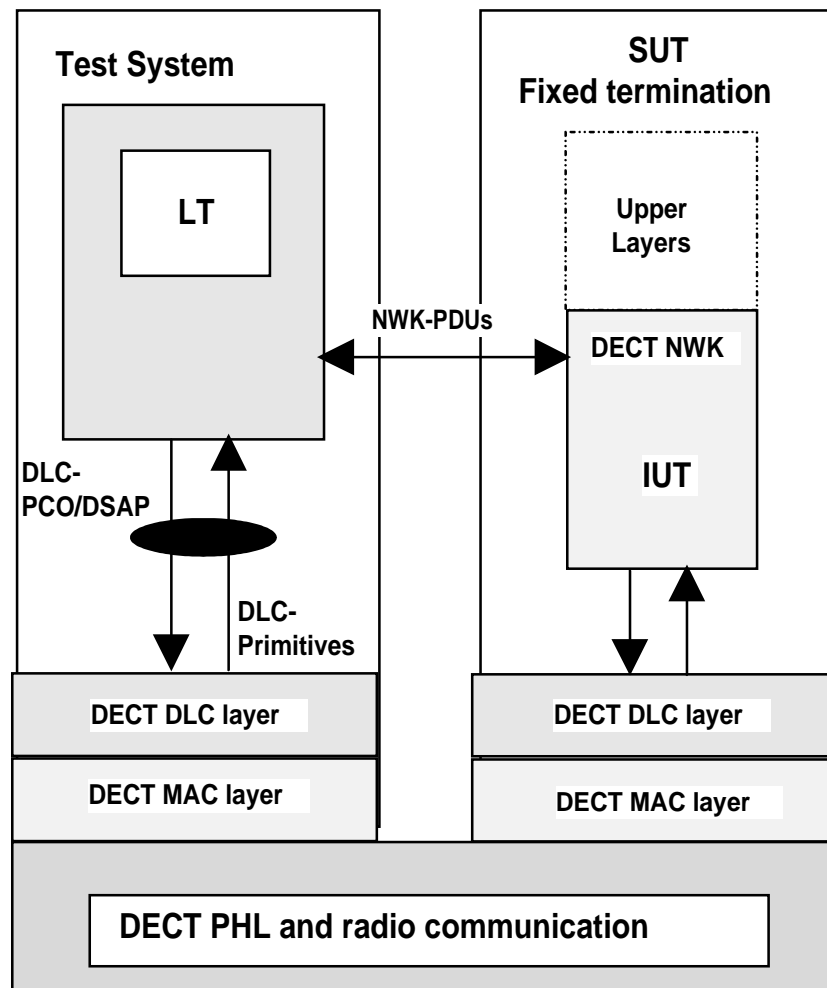 Test System
LT
DLC-
PCO/DSAP
DLC-
Primitives
NWK-PDUs
SUT
Fixed termination
Upper
Layers
DECT NWK
IUT
DECT DLC layer
DECT MAC layer
DECT DLC layer
DECT MAC layer
DECT PHL and radio communication